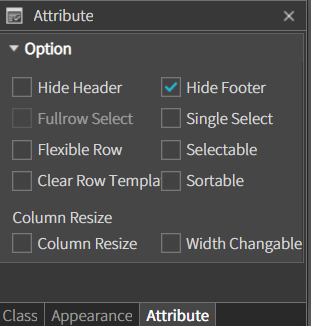 Attribute
Option
Hide Header Hide Footer
Fullrow Select Single Select
Flexible Row Selectable
Clear Row Templa Sortable
Column Resize
Column Resize Width Changable
Class Appearance Attribute